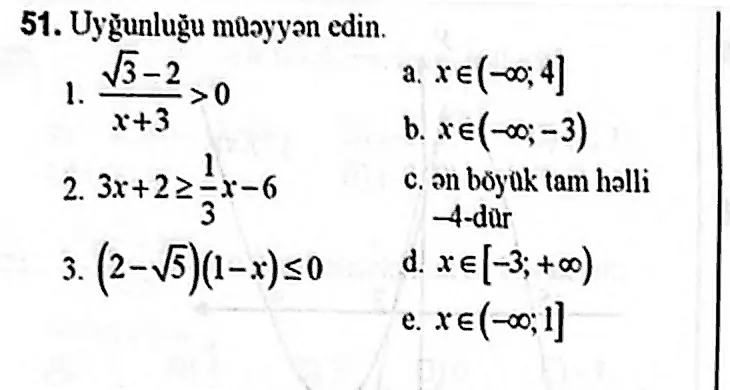 51. Uyğunluğu müəyyən edin.
1. (√3−2)/(x+3) > 0
a. x∈(−∞; 4]
b. x∈(−∞; −3)
2. 3x+2 ≥ (1/3)x−6
c. ən böyük tam həlli
−4-dür
3. (2−√5)(1−x) ≤ 0
d. x∈[−3; +∞)
e. x∈(−∞; 1]